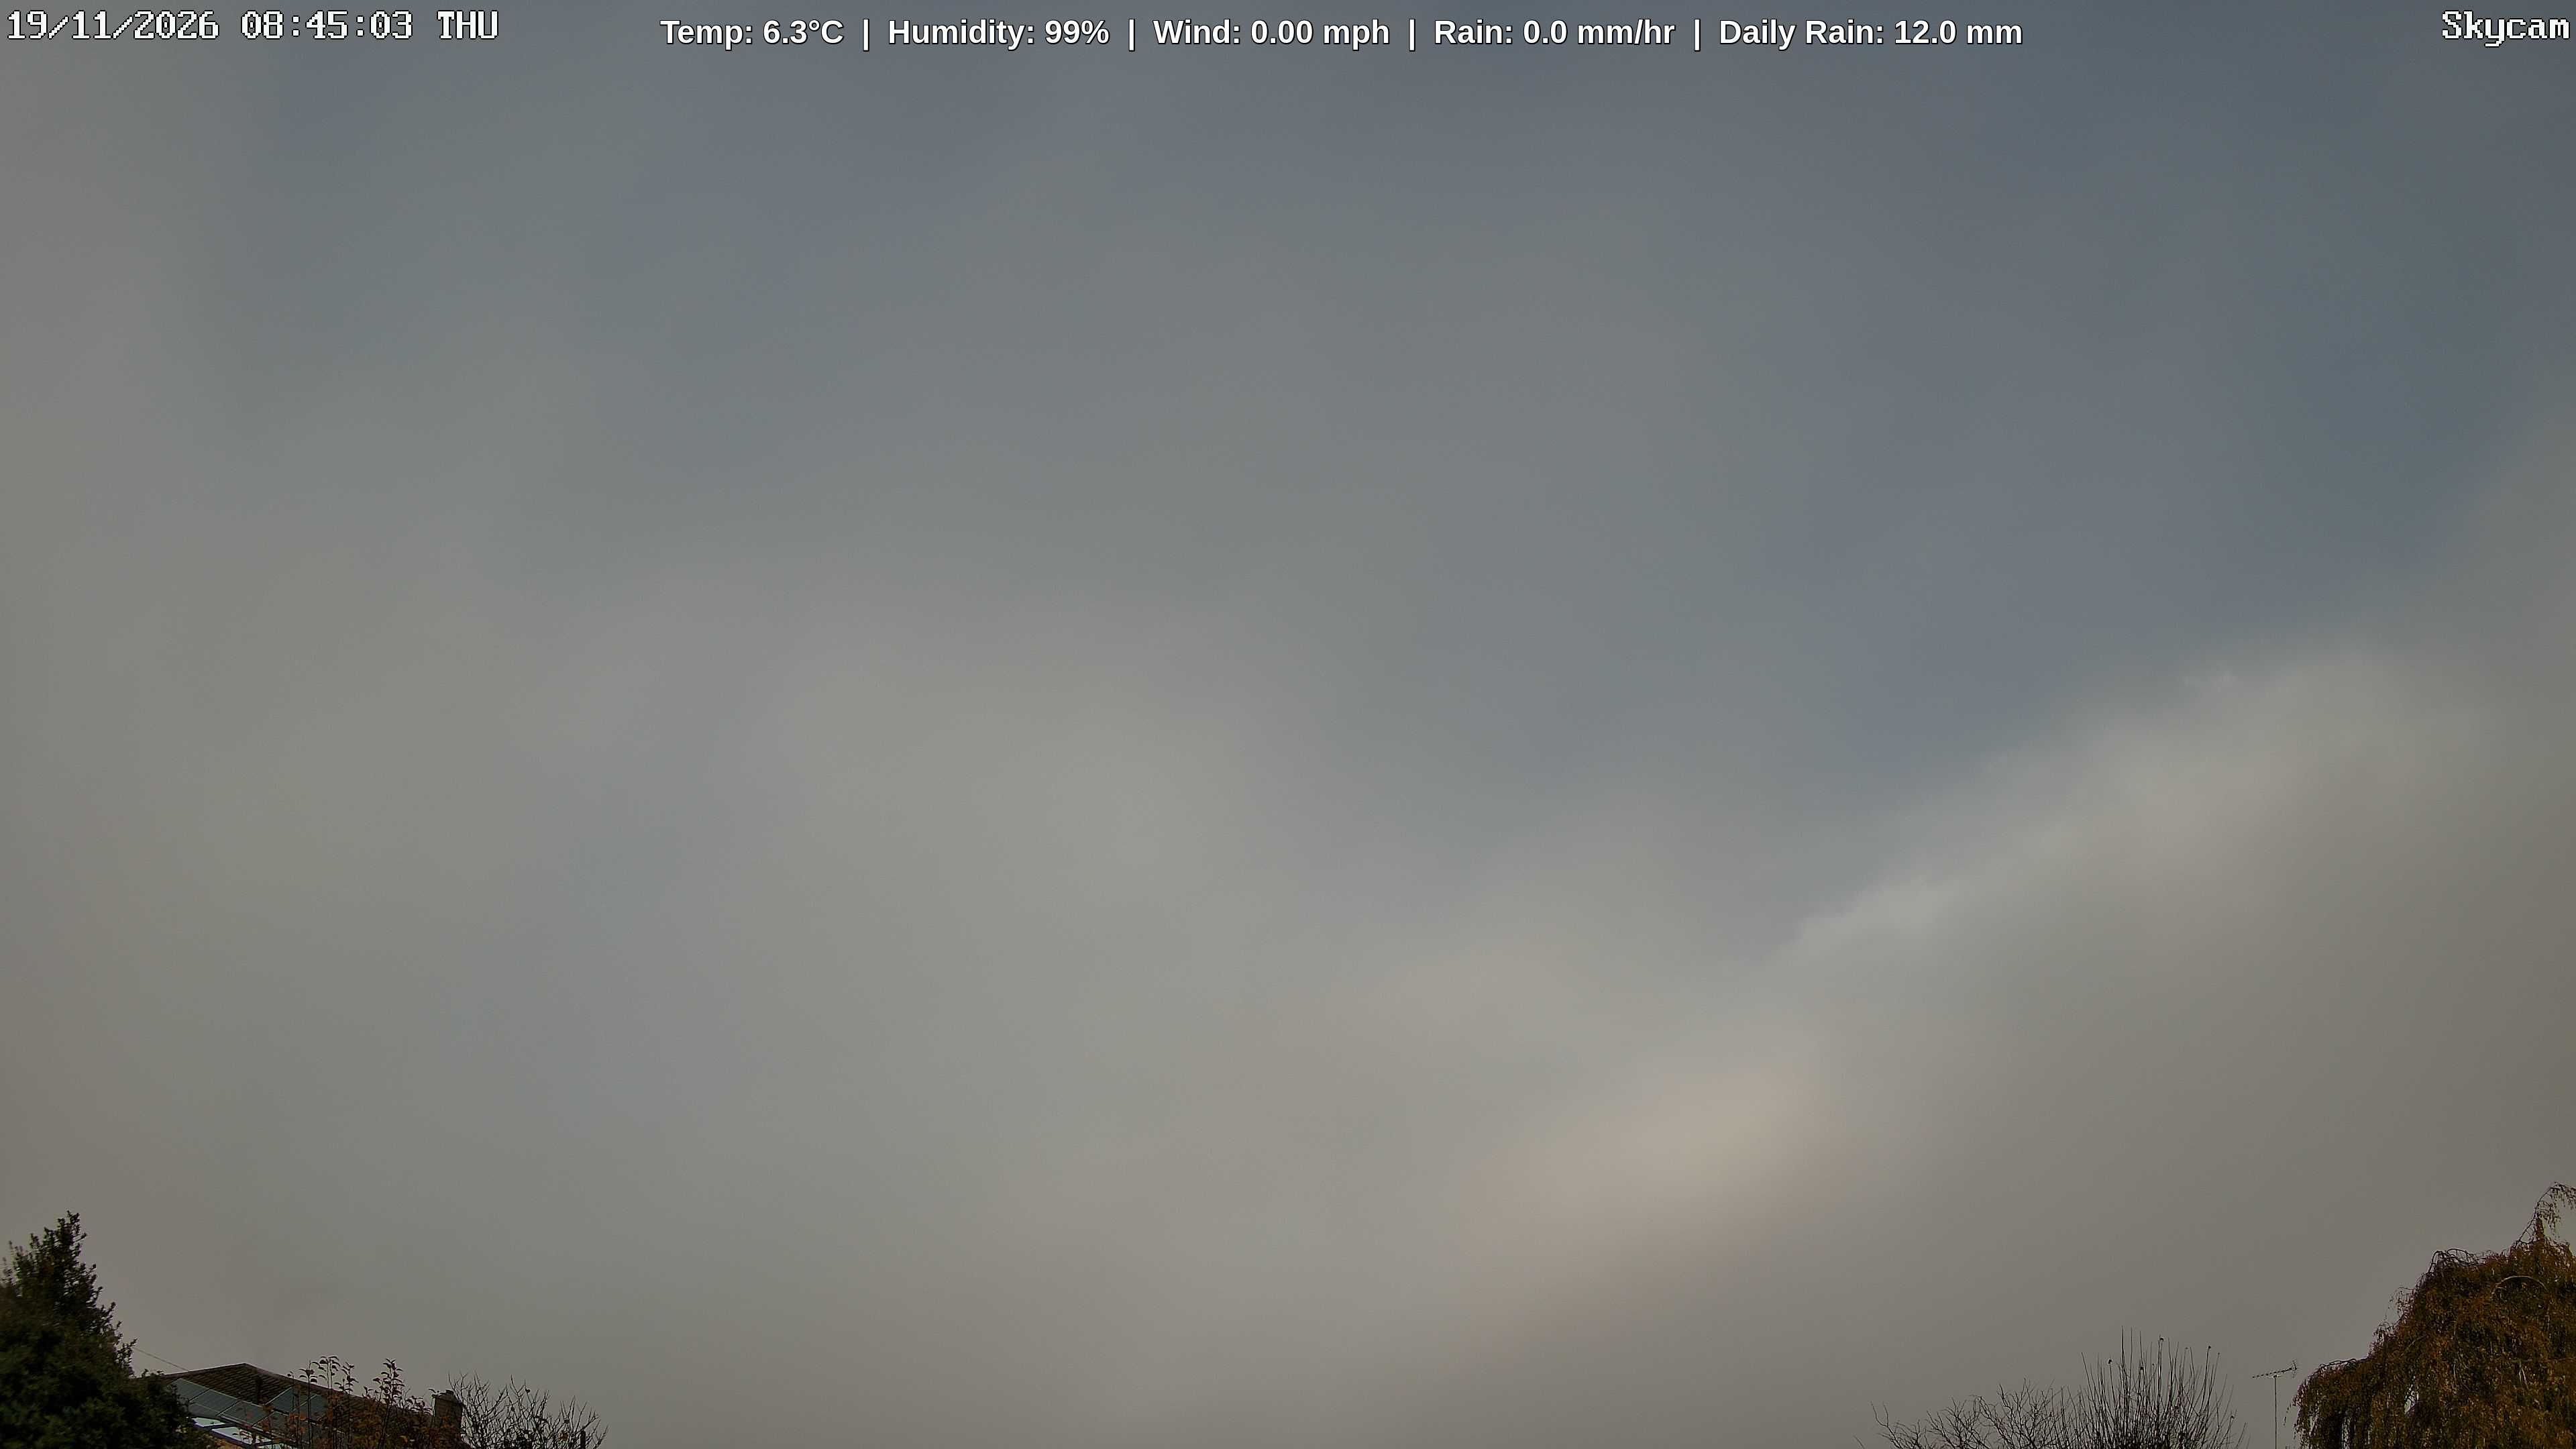 19/11/2026 08:45:03 THU
Temp: 6.3°C | Humidity: 99% | Wind: 0.00 mph | Rain: 0.0 mm/hr | Daily Rain: 12.0 mm
Skycam